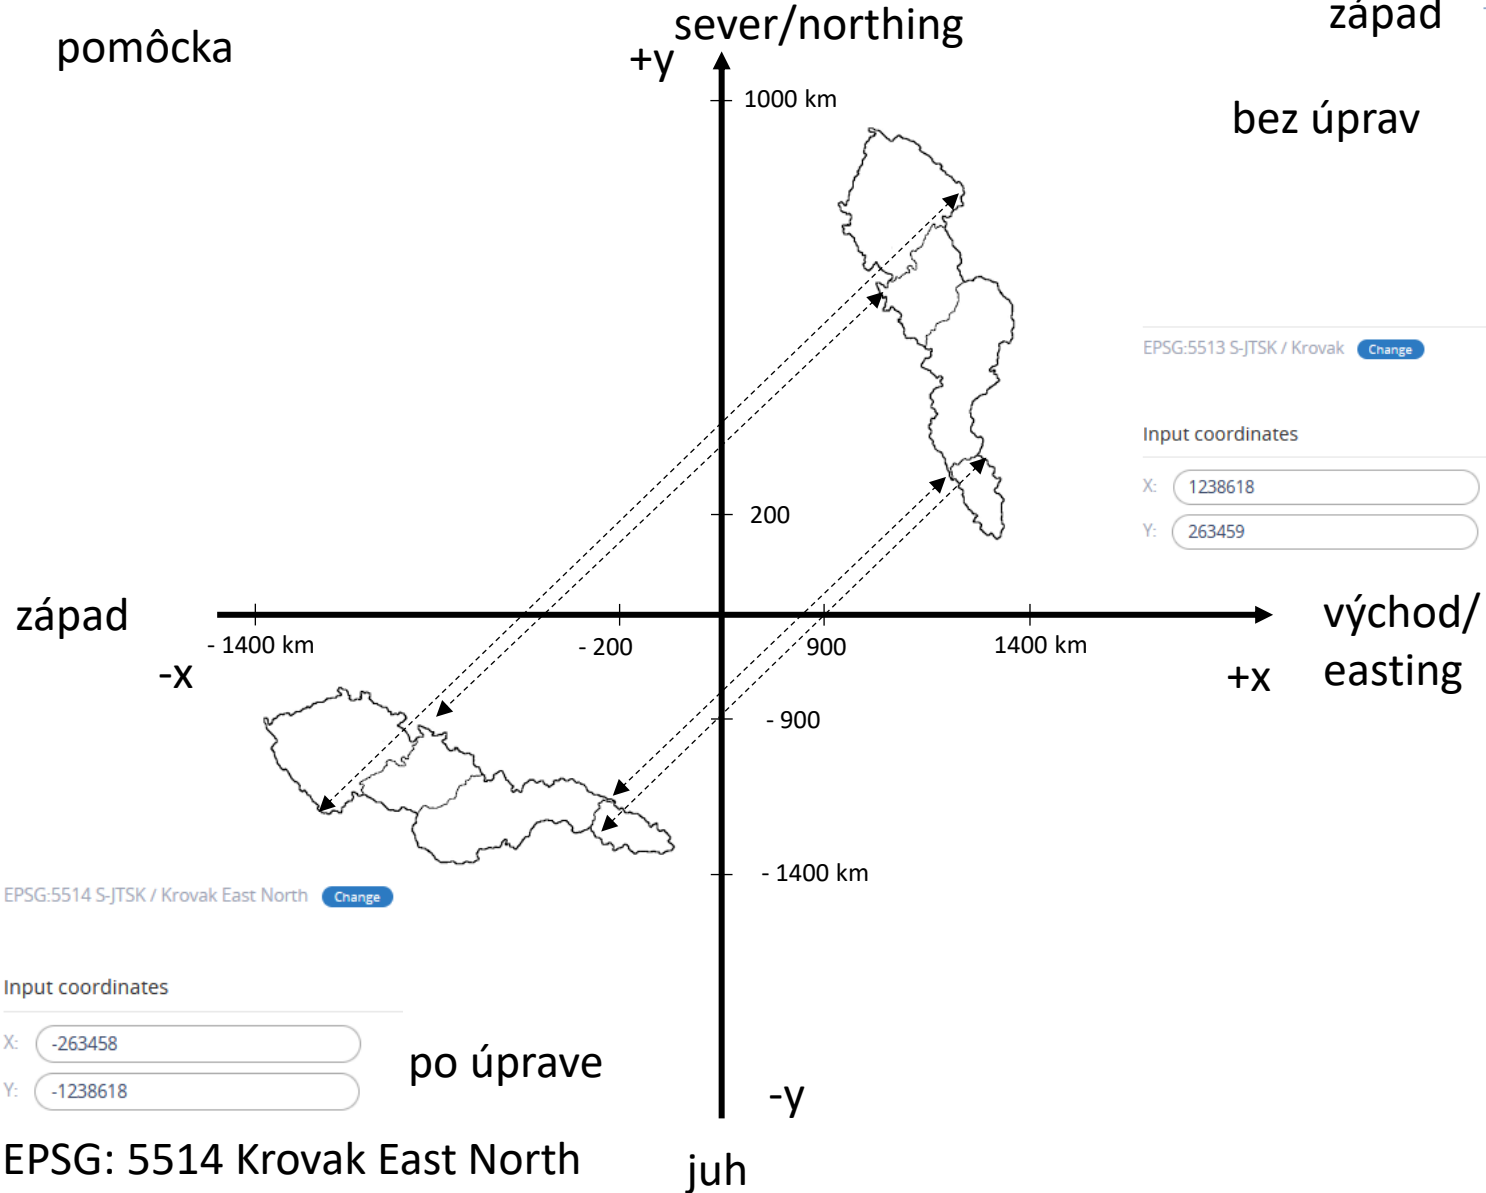 pomôcka
sever/northing
západ
+y
1000 km
bez úprav
EPSG:5513 S-JTSK / Krovak Change
Input coordinates
X: 1238618
Y: 263459
200
západ
- 1400 km
- 200
900
1400 km
východ/
easting
-x
+x
- 900
- 1400 km
EPSG:5514 S-JTSK / Krovak East North Change
Input coordinates
X: -263458
Y: -1238618
po úprave
-y
EPSG: 5514 Krovak East North
juh